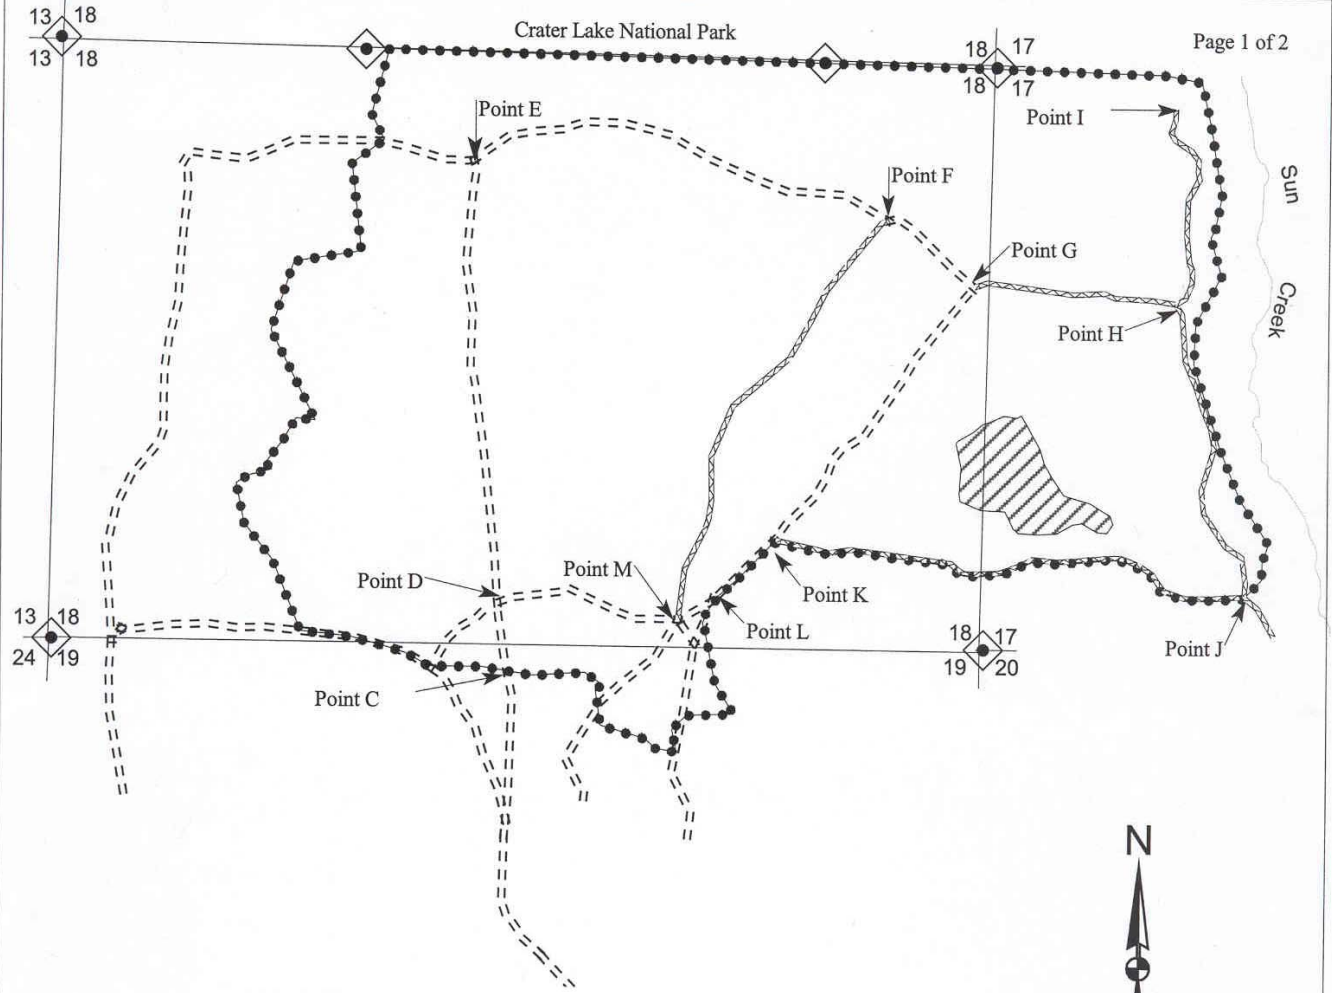 13 18
13 18
Crater Lake National Park
18 17
18 17
Page 1 of 2
Point E
Point I
Point F
Sun
Point G
Creek
Point H
Point D
Point M
Point K
Point L
13 18
24 19
18 17
19 20
Point J
Point C
N